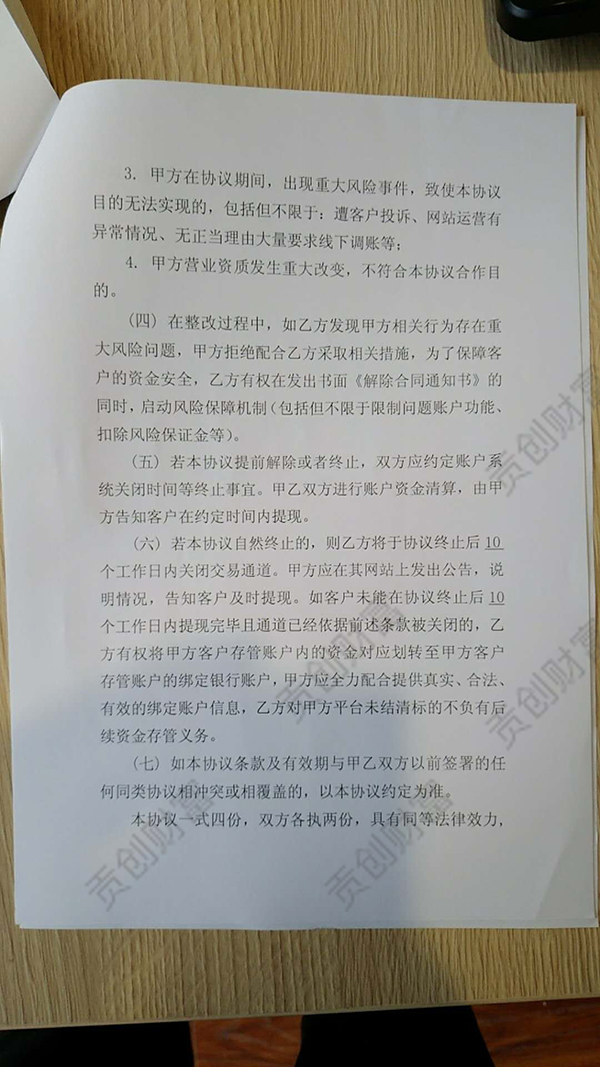 3. 甲方在协议期间，出现重大风险事件，致使本协议
目的无法实现的，包括但不限于：遭客户投诉、网站运营有
异常情况、无正当理由大量要求线下调账等；
4. 甲方营业资质发生重大改变，不符合本协议合作目
的。
（四）在整改过程中，如乙方发现甲方相关行为存在重
大风险问题，甲方拒绝配合乙方采取相关措施，为了保障客
户的资金安全，乙方有权在发出书面《解除合同通知书》的
同时，启动风险保障机制（包括但不限于限制问题账户功能、
扣除风险保证金等）。
（五）若本协议提前解除或者终止，双方应约定账户系
统关闭时间等终止事宜。甲乙双方进行账户资金清算，由甲
方告知客户在约定时间内提现。
（六）若本协议自然终止的，则乙方将于协议终止后 10
个工作日内关闭交易通道。甲方应在其网站上发出公告，说
明情况，告知客户及时提现。如客户未能在协议终止后 10
个工作日内提现完毕且通道已经依据前述条款被关闭的，乙
方有权将甲方客户存管账户内的资金对应划转至甲方客户
存管账户的绑定银行账户，甲方应全力配合提供真实、合法、
有效的绑定账户信息，乙方对甲方平台未结清标的不负有后
续资金存管义务。
（七）如本协议条款及有效期与甲乙双方以前签署的任
何同类协议相冲突或相覆盖的，以本协议约定为准。
本协议一式四份，双方各执两份，具有同等法律效力，
贡创财富
贡创财富
贡创财富
贡创财富
贡创财富